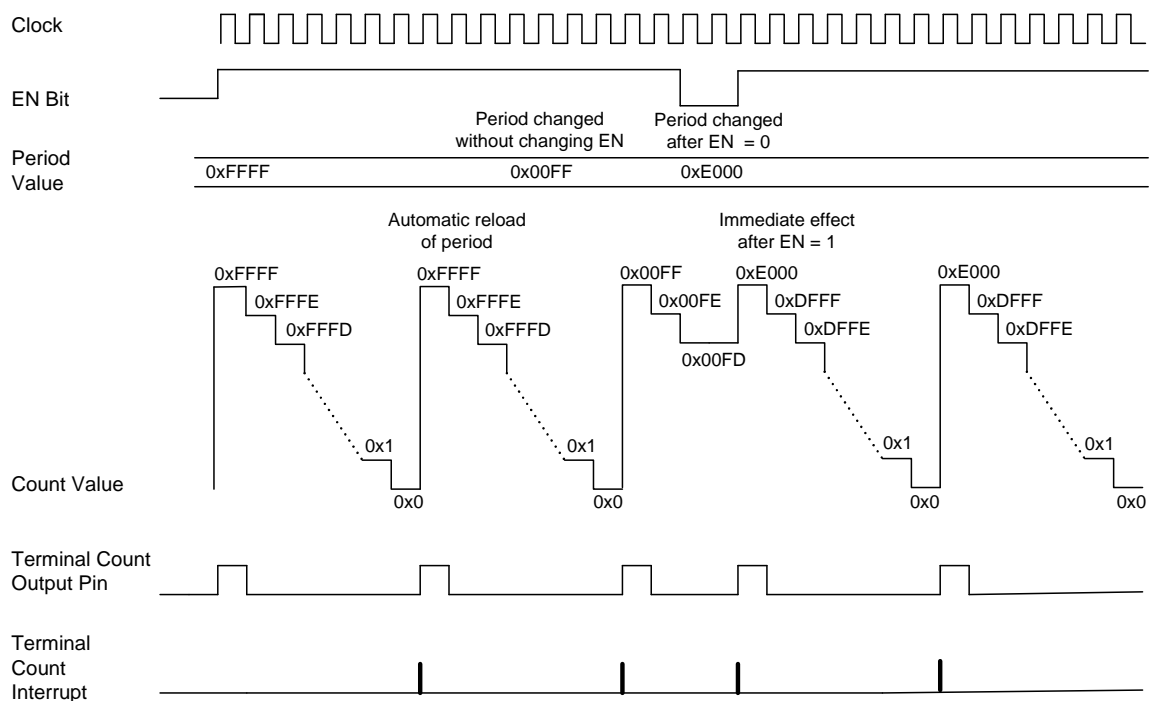 Clock
EN Bit
Period changed
without changing EN
Period changed
after EN = 0
Period
Value
0xFFFF
0x00FF
0xE000
Automatic reload
of period
Immediate effect
after EN = 1
0xFFFF
0xFFFE
0xFFFD
0x1
0x0
0xFFFF
0xFFFE
0xFFFD
0x1
0x0
0x00FF
0x00FE
0x00FD
0xE000
0xDFFF
0xDFFE
0x1
0x0
0xE000
0xDFFF
0xDFFE
0x1
0x0
Count Value
Terminal Count
Output Pin
Terminal
Count
Interrupt